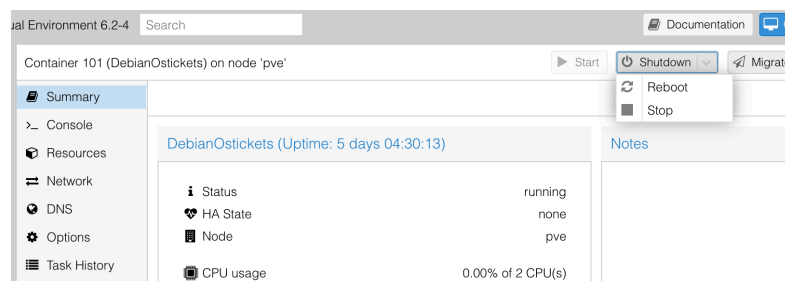 ual Environment 6.2-4 Search Documentation
Container 101 (DebianOstickets) on node 'pve' Start Shutdown Migrate
Summary
Reboot
Stop
Console
Resources
Network
DNS
Options
Task History
DebianOstickets (Uptime: 5 days 04:30:13)
Status running
HA State none
Node pve
CPU usage 0.00% of 2 CPU(s)
Notes